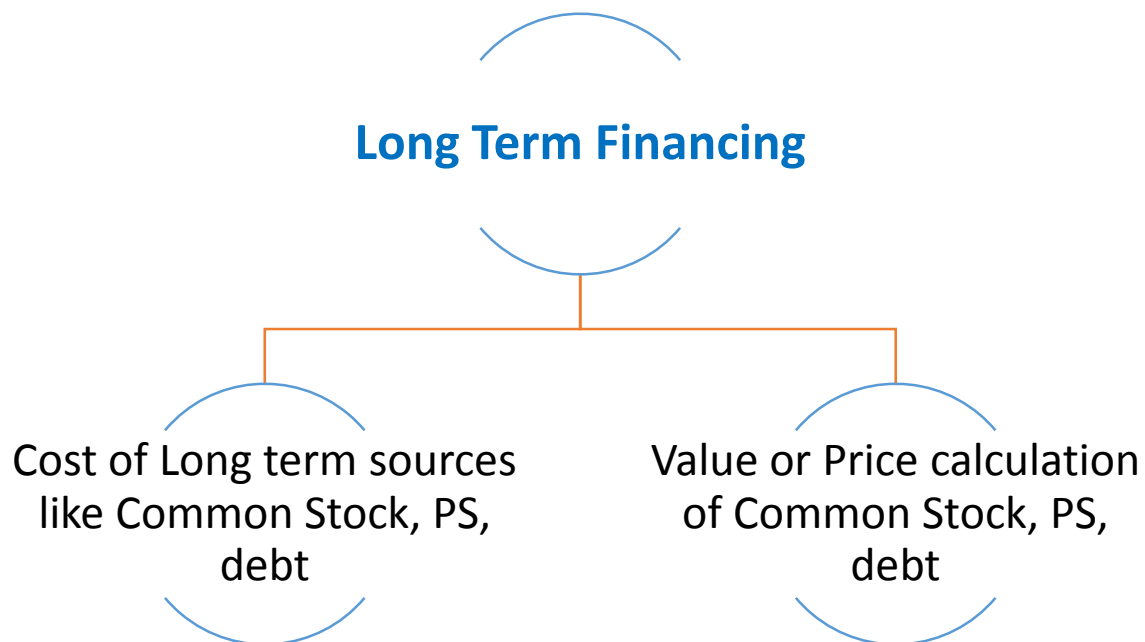 Long Term Financing
Cost of Long term sources
like Common Stock, PS,
debt
Value or Price calculation
of Common Stock, PS,
debt